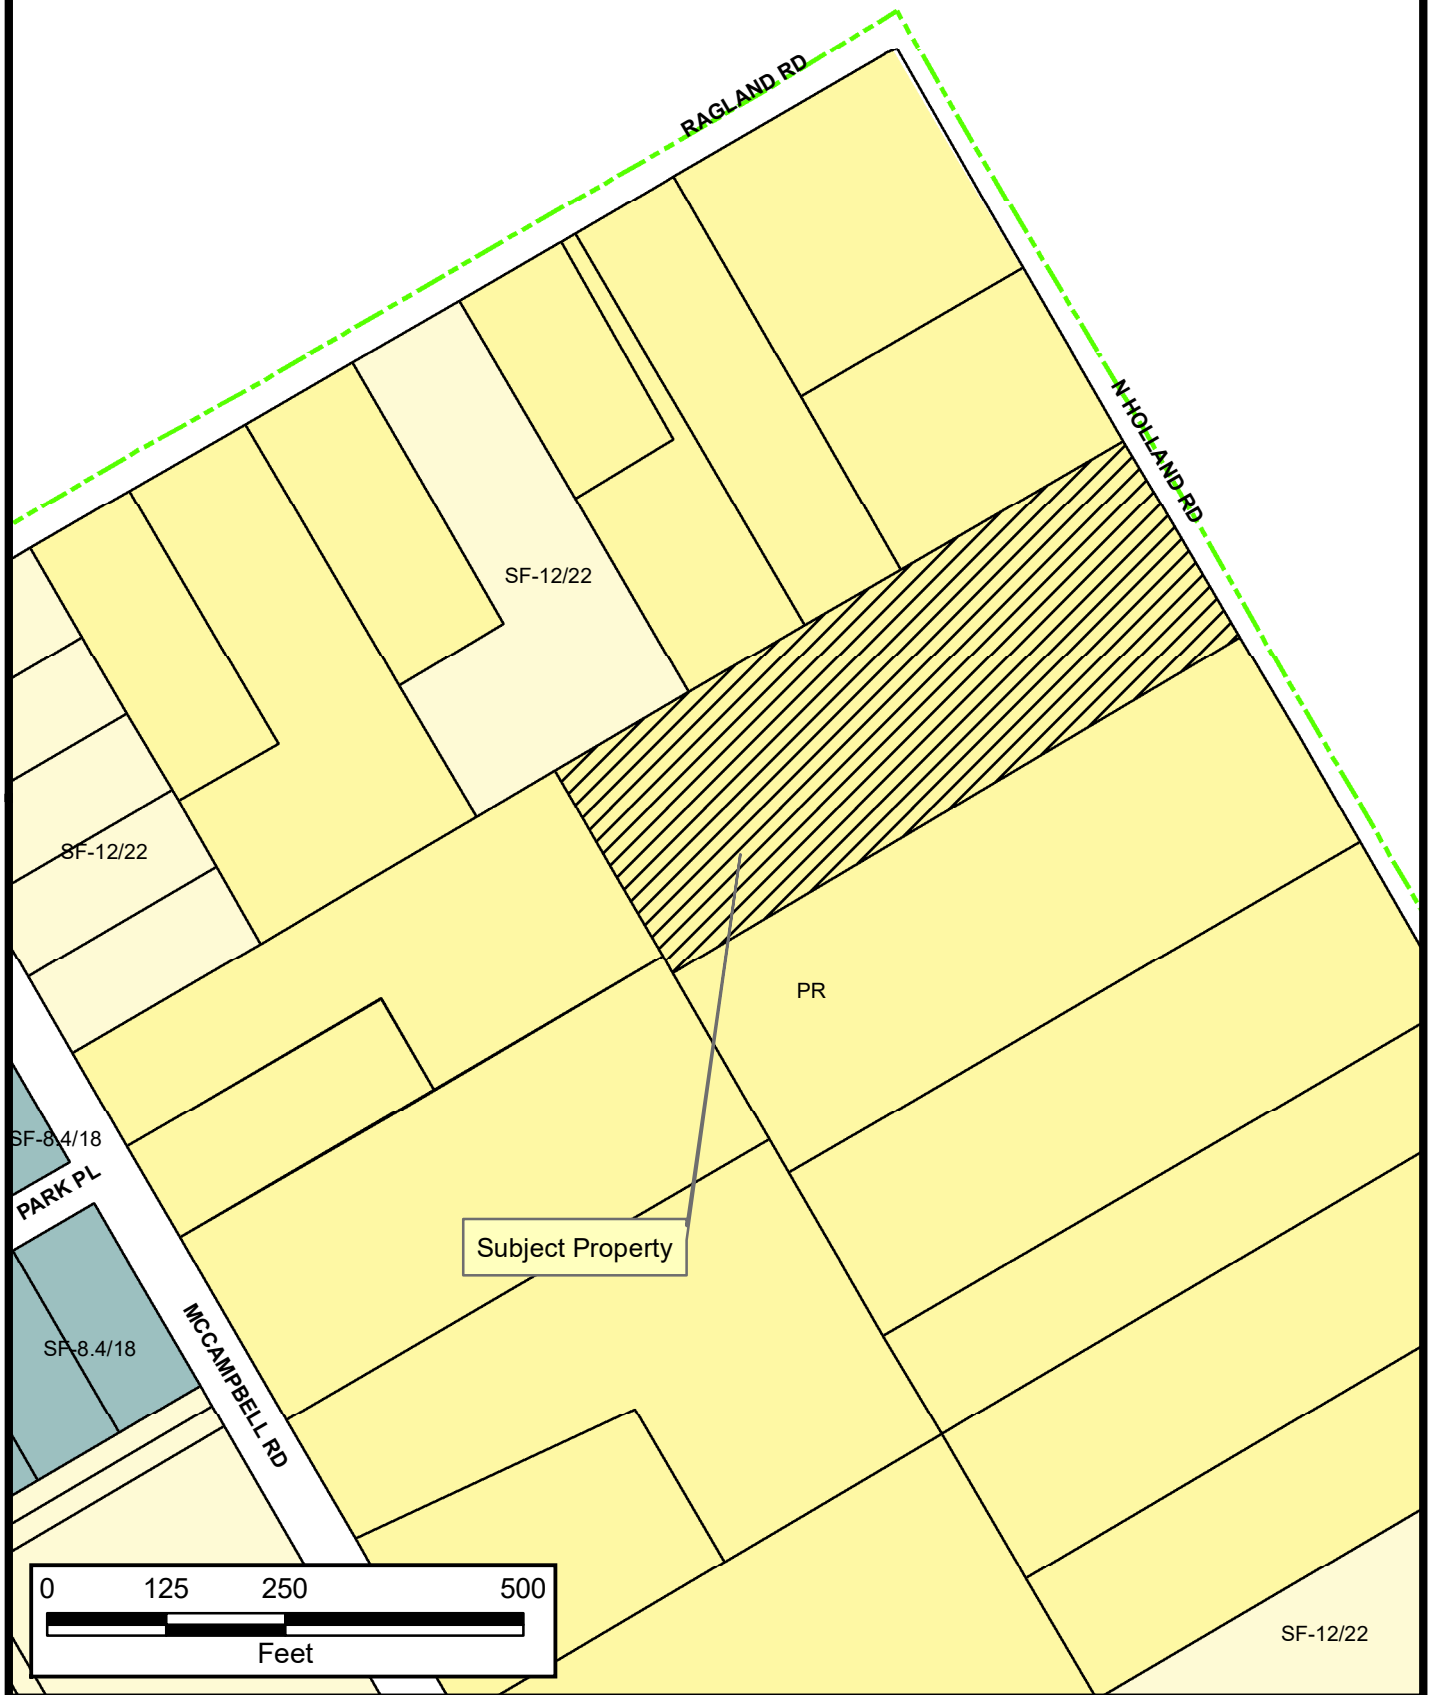 RAGLAND RD
N HOLLAND RD
SF-12/22
SF-12/22
PR
SF-8.4/18
PARK PL
Subject Property
SF-8.4/18
MCCAMPBELL RD
0 125 250 500
Feet
SF-12/22